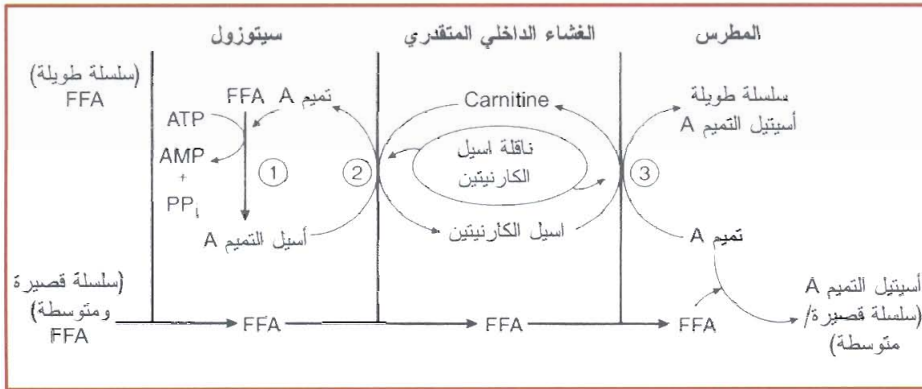 سيتوزول
الغشاء الداخلي المتقدري
المطرس
(سلسلة طويلة)
FFA
ATP
AMP
+
PPi
FFA
تميم A
①
أسيل التميم A
②
Carnitine
ناقلة اسيل
الكارنيتين
اسيل الكارنيتين
③
سلسلة طويلة
أسيتيل التميم A
تميم A
(سلسلة قصيرة
ومتوسطة)
FFA
FFA
FFA
FFA
أسيتيل التميم A
(سلسلة قصيرة/
متوسطة)